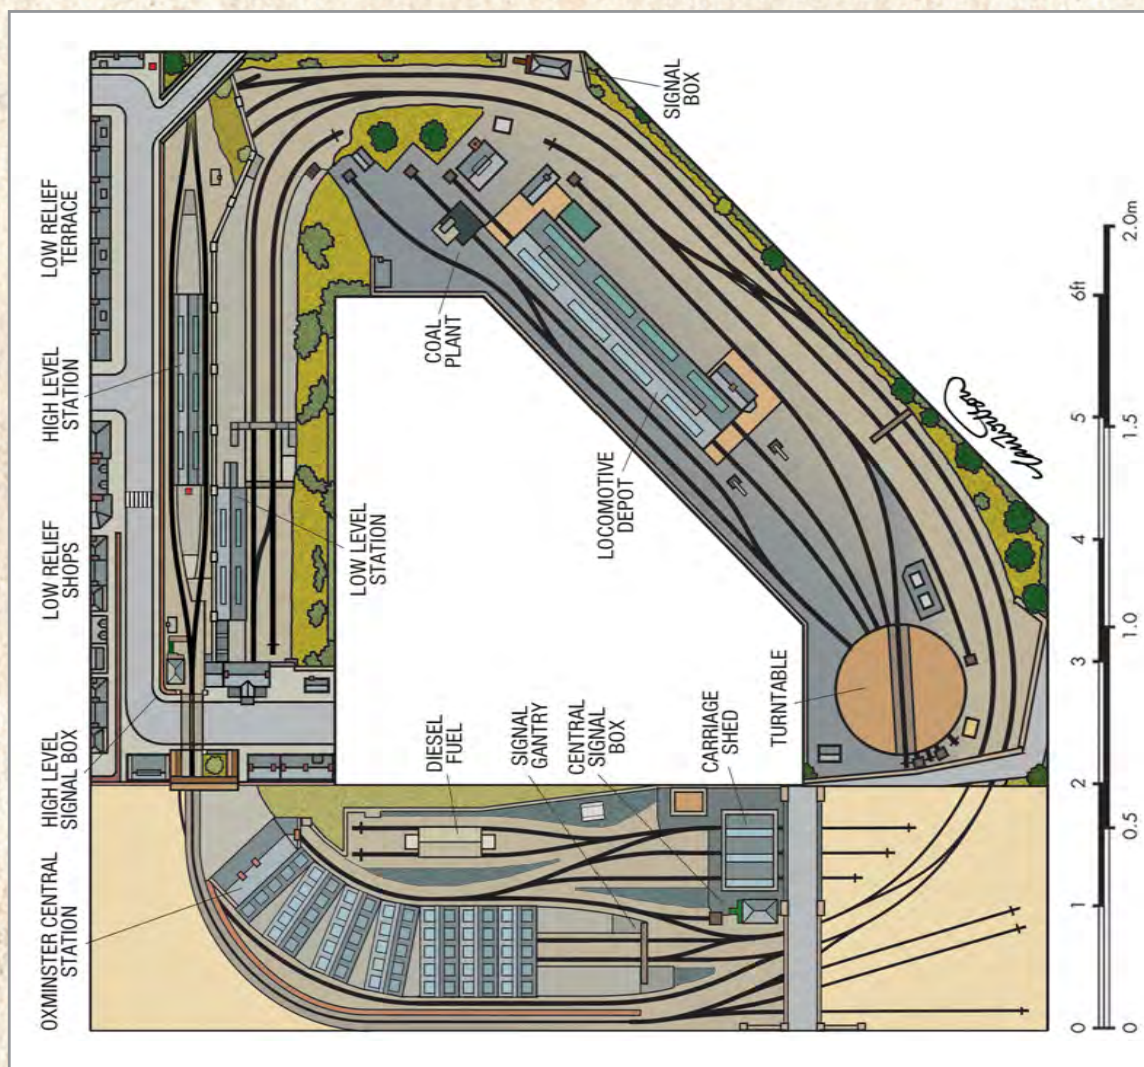 OXMINSTER CENTRAL
STATION
HIGH LEVEL
SIGNAL BOX
LOW RELIEF
SHOPS
HIGH LEVEL
STATION
LOW RELIEF
TERRACE
LOW LEVEL
STATION
DIESEL
FUEL
COAL
PLANT
SIGNAL
GANTRY
CENTRAL
SIGNAL
BOX
LOCOMOTIVE
DEPOT
SIGNAL
BOX
CARRIAGE
SHED
TURNTABLE
0 1 2 3 4 5 6ft
0 0.5 1.0 1.5 2.0m